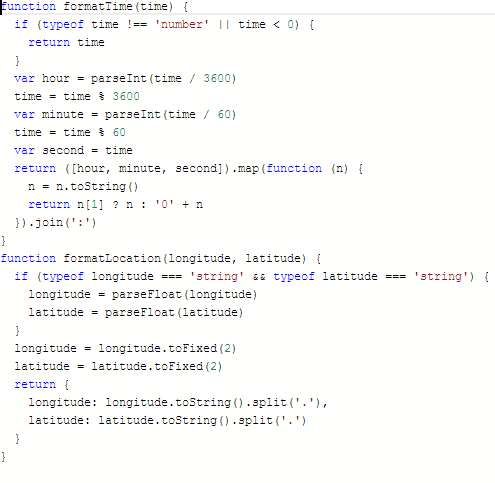 function formatTime(time) {
  if (typeof time !== 'number' || time < 0) {
    return time
  }
  var hour = parseInt(time / 3600)
  time = time % 3600
  var minute = parseInt(time / 60)
  time = time % 60
  var second = time
  return ([hour, minute, second]).map(function (n) {
    n = n.toString()
    return n[1] ? n : '0' + n
  }).join(':')
}
function formatLocation(longitude, latitude) {
  if (typeof longitude === 'string' && typeof latitude === 'string') {
    longitude = parseFloat(longitude)
    latitude = parseFloat(latitude)
  }
  longitude = longitude.toFixed(2)
  latitude = latitude.toFixed(2)
  return {
    longitude: longitude.toString().split('.'),
    latitude: latitude.toString().split('.')
  }
}